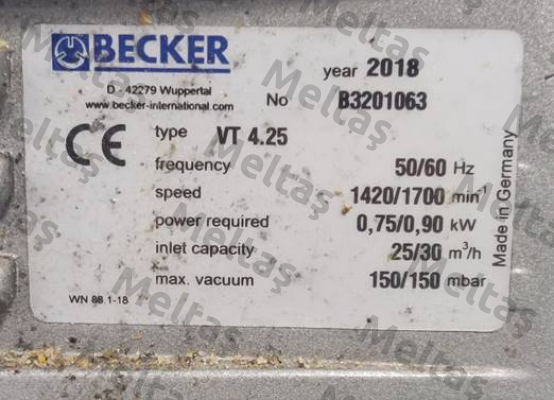 BECKER
D - 42279 Wuppertal
www.becker-international.com
year 2018
No B3201063
CE
type VT 4.25
frequency 50/60 Hz
speed 1420/1700 min-¹
power required 0,75/0,90 kW
inlet capacity 25/30 m³/h
max. vacuum 150/150 mbar
WN 88 1-18
Made in Germany
Meltaş